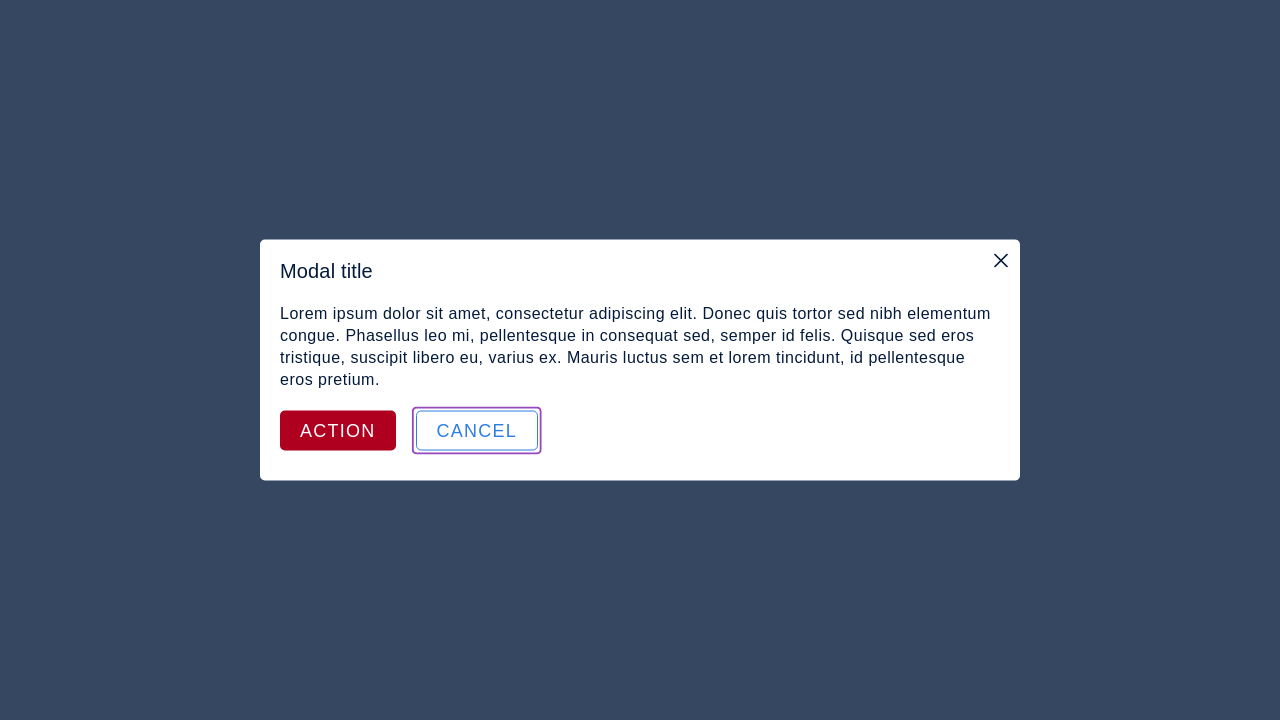 Modal title
Lorem ipsum dolor sit amet, consectetur adipiscing elit. Donec quis tortor sed nibh elementum
congue. Phasellus leo mi, pellentesque in consequat sed, semper id felis. Quisque sed eros
tristique, suscipit libero eu, varius ex. Mauris luctus sem et lorem tincidunt, id pellentesque
eros pretium.
ACTION CANCEL